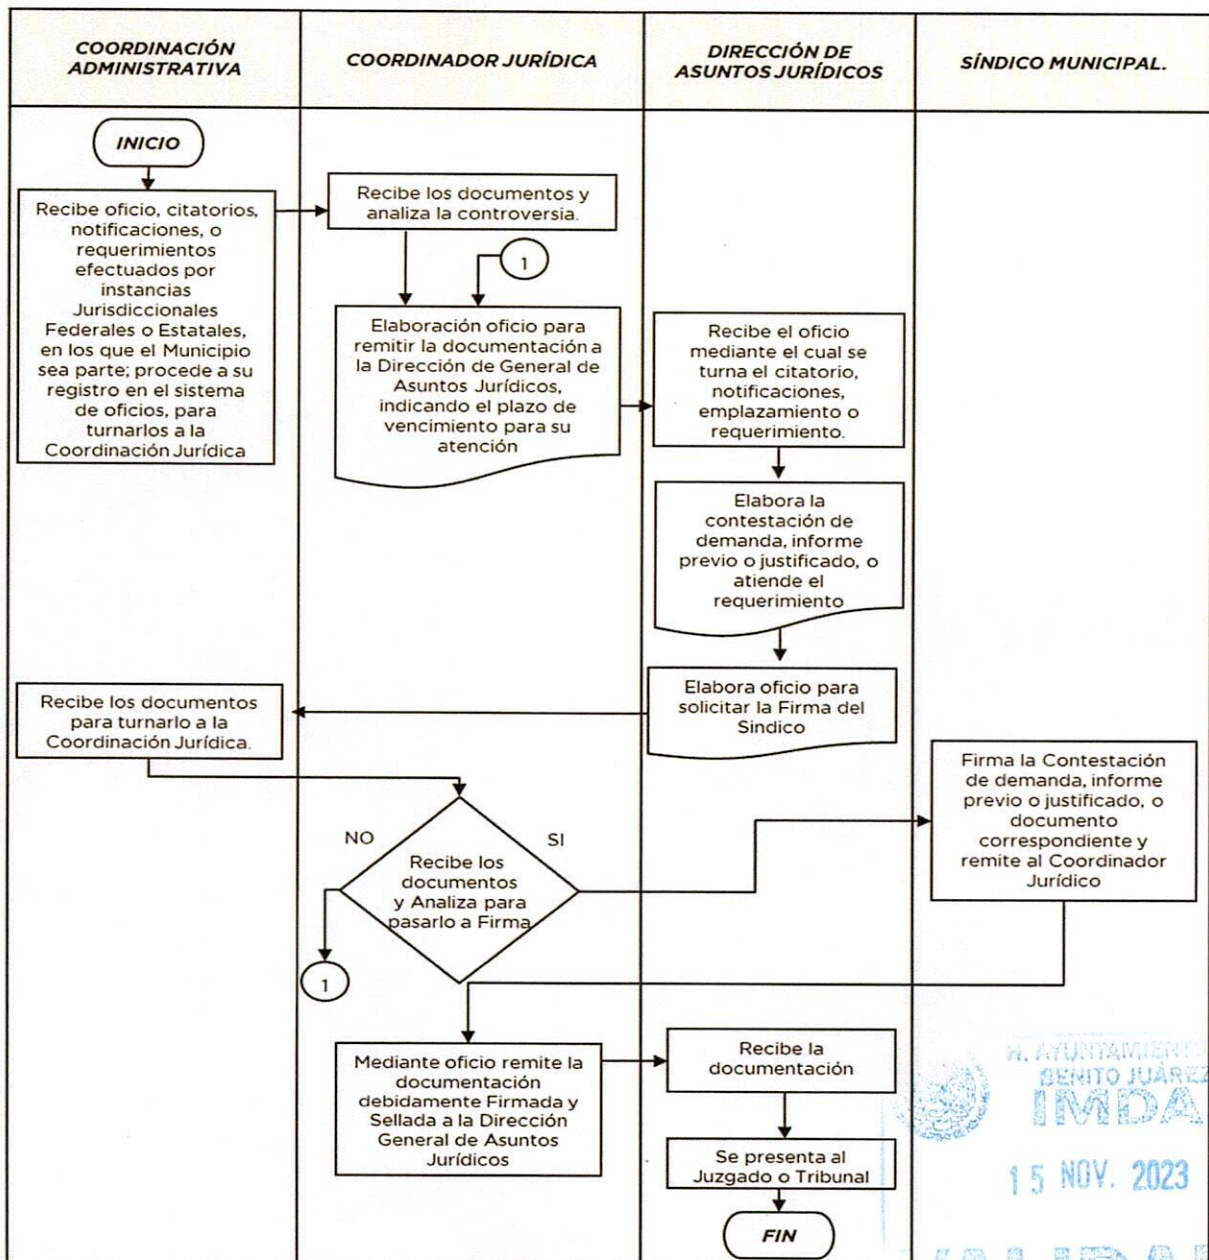 COORDINACIÓN
ADMINISTRATIVA
COORDINADOR JURÍDICA
DIRECCIÓN DE
ASUNTOS JURÍDICOS
SÍNDICO MUNICIPAL.
INICIO
Recibe oficio, citatorios,
notificaciones, o
requerimientos
efectuados por
instancias
Jurisdiccionales
Federales o Estatales,
en los que el Municipio
sea parte; procede a su
registro en el sistema
de oficios, para
turnarlos a la
Coordinación Jurídica
Recibe los documentos y
analiza la controversia.
1
Elaboración oficio para
remitir la documentación a
la Dirección de General de
Asuntos Jurídicos,
indicando el plazo de
vencimiento para su
atención
Recibe el oficio
mediante el cual se
turna el citatorio,
notificaciones,
emplazamiento o
requerimiento.
Elabora la
contestación de
demanda, informe
previo o justificado, o
atiende el
requerimiento
Elabora oficio para
solicitar la Firma del
Sindico
Recibe los documentos
para turnarlo a la
Coordinación Jurídica.
NO
SI
Recibe los
documentos
y Analiza para
pasarlo a Firma
1
Firma la Contestación
de demanda, informe
previo o justificado, o
documento
correspondiente y
remite al Coordinador
Jurídico
Mediante oficio remite la
documentación
debidamente Firmada y
Sellada a la Dirección
General de Asuntos
Jurídicos
Recibe la
documentación
Se presenta al
Juzgado o Tribunal
FIN
H. AYUNTAMIENTO
BENITO JUÁREZ
IMDA
15 NOV. 2023